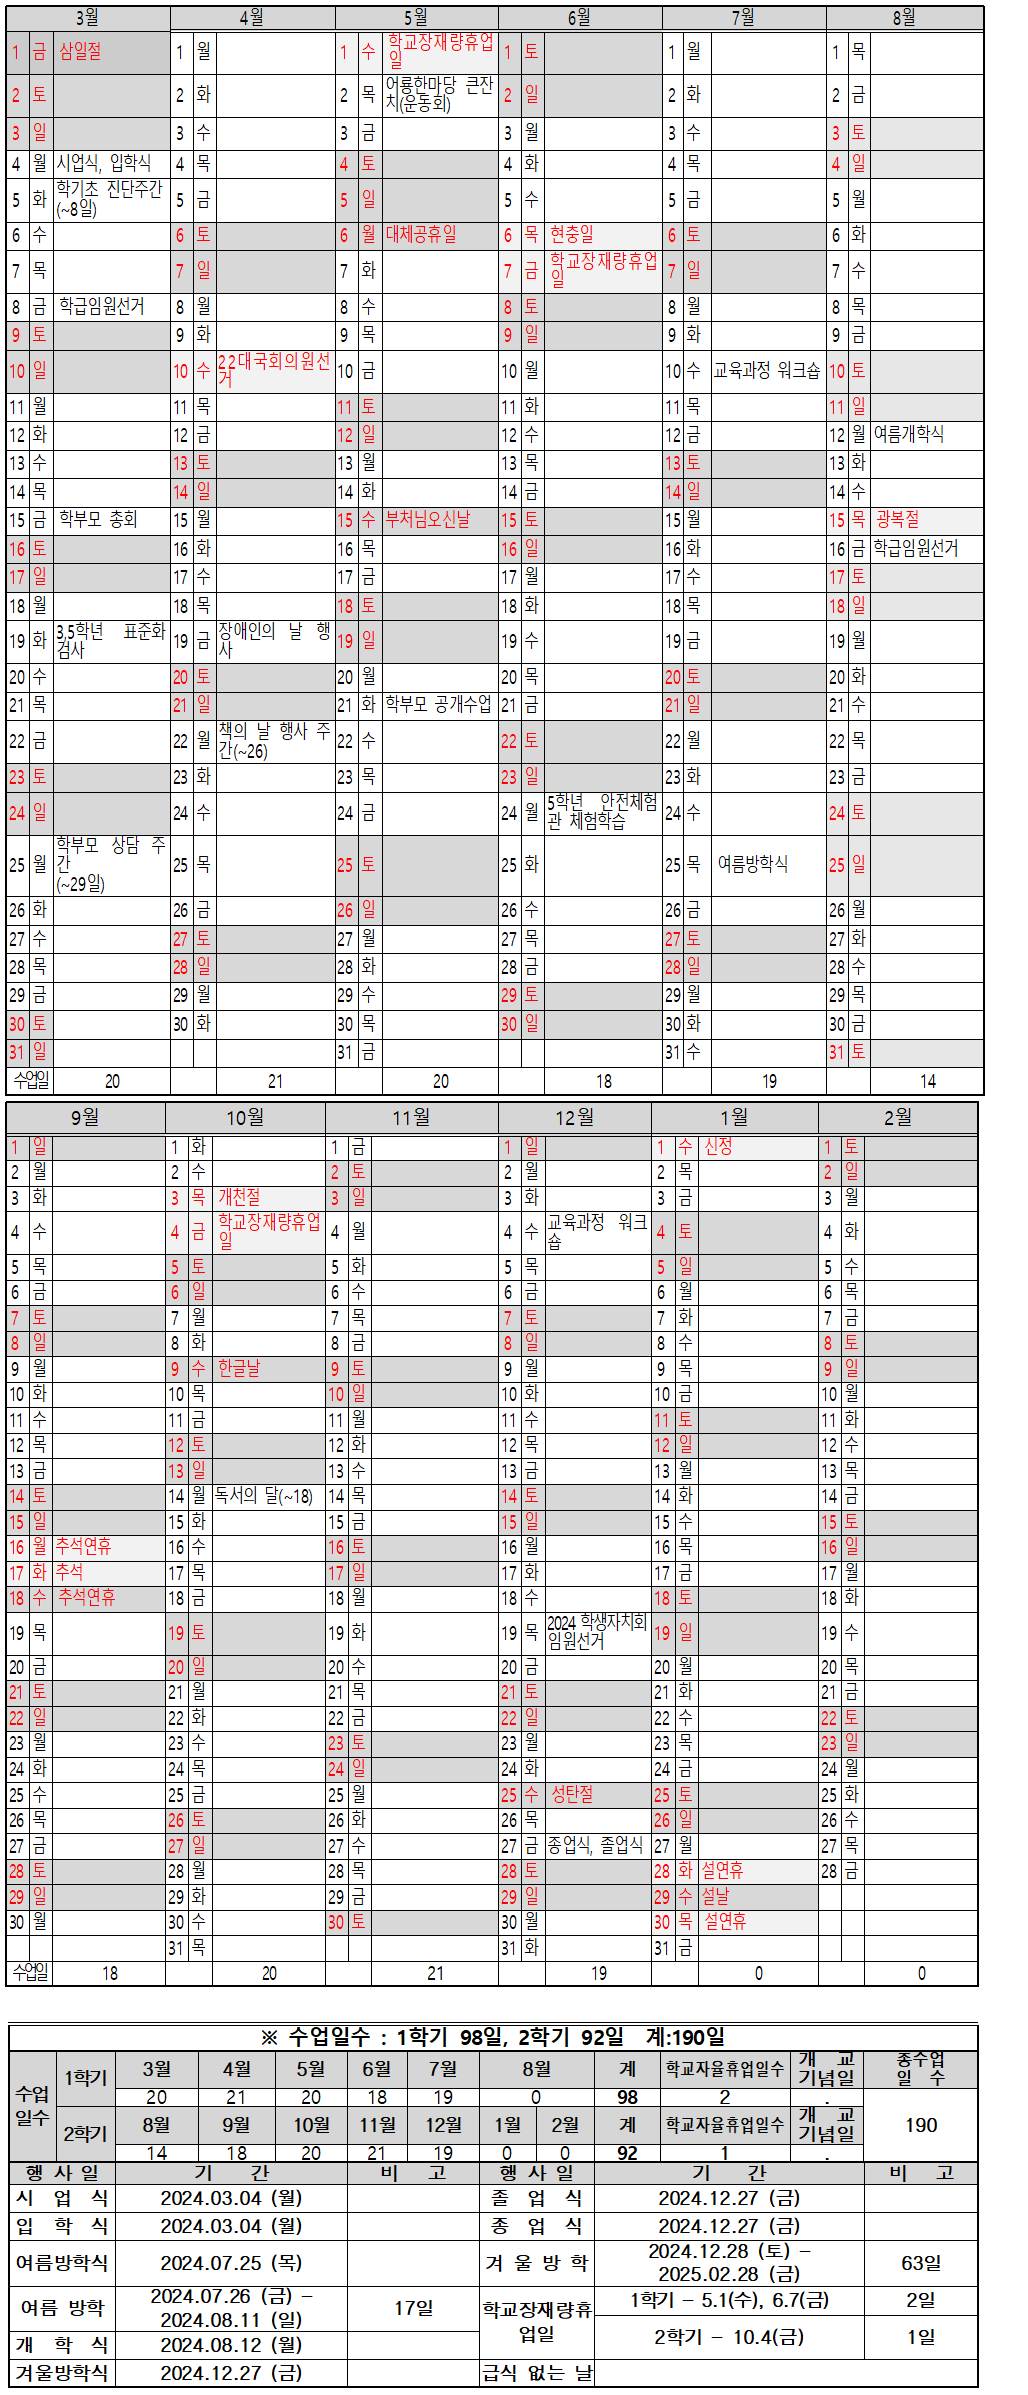 3월 4월 5월 6월 7월 8월
1 금 삼일절 1 월 1 수 학교장재량휴업일 1 토 1 월 1 목
2 토 2 화 2 목 어룡한마당 큰잔치(운동회) 2 일 2 화 2 금
3 일 3 수 3 금 3 월 3 수 3 토
4 월 시업식, 입학식 4 목 4 토 4 화 4 목 4 일
5 화 학기초 진단주간(~8일) 5 금 5 일 5 수 5 금 5 월
6 수 6 토 6 월 대체공휴일 6 목 현충일 6 토 6 화
7 목 7 일 7 화 7 금 학교장재량휴업일 7 일 7 수
8 금 학급임원선거 8 월 8 수 8 토 8 월 8 목
9 토 9 화 9 목 9 일 9 화 9 금
10 일 10 수 22대국회의원선거 10 금 10 월 10 수 교육과정 워크숍 10 토
11 월 11 목 11 토 11 화 11 목 11 일
12 화 12 금 12 일 12 수 12 금 12 월 여름개학식
13 수 13 토 13 월 13 목 13 토 13 화
14 목 14 일 14 화 14 금 14 일 14 수
15 금 학부모 총회 15 월 15 수 부처님오신날 15 토 15 월 15 목 광복절
16 토 16 화 16 목 16 일 16 화 16 금 학급임원선거
17 일 17 수 17 금 17 월 17 수 17 토
18 월 18 목 18 토 18 화 18 목 18 일
19 화 3,5학년 표준화검사 19 금 장애인의 날 행사 19 일 19 수 19 금 19 월
20 수 20 토 20 월 20 목 20 토 20 화
21 목 21 일 21 화 학부모 공개수업 21 금 21 일 21 수
22 금 22 월 책의 날 행사 주간(~26) 22 수 22 토 22 월 22 목
23 토 23 화 23 목 23 일 23 화 23 금
24 일 24 수 24 금 24 월 5학년 안전체험관 체험학습 24 수 24 토
25 월 학부모 상담 주간 (~29일) 25 목 25 토 25 화 25 목 여름방학식 25 일
26 화 26 금 26 일 26 수 26 금 26 월
27 수 27 토 27 월 27 목 27 토 27 화
28 목 28 일 28 화 28 금 28 일 28 수
29 금 29 월 29 수 29 토 29 월 29 목
30 토 30 화 30 목 30 일 30 화 30 금
31 일 31 금 31 수 31 토
수업일 20 21 20 18 19 14
9월 10월 11월 12월 1월 2월
1 일 1 화 1 금 1 일 1 수 신정 1 토
2 월 2 수 2 토 2 월 2 목 2 일
3 화 3 목 개천절 3 일 3 화 3 금 3 월
4 수 4 금 학교장재량휴업일 4 월 4 수 교육과정 워크숍 4 토 4 화
5 목 5 토 5 화 5 목 5 일 5 수
6 금 6 일 6 수 6 금 6 월 6 목
7 토 7 월 7 목 7 토 7 화 7 금
8 일 8 화 8 금 8 일 8 수 8 토
9 월 9 수 한글날 9 토 9 월 9 목 9 일
10 화 10 목 10 일 10 화 10 금 10 월
11 수 11 금 11 월 11 수 11 토 11 화
12 목 12 토 12 화 12 목 12 일 12 수
13 금 13 일 13 수 13 금 13 월 13 목
14 토 14 월 독서의 달(~18) 14 목 14 토 14 화 14 금
15 일 15 화 15 금 15 일 15 수 15 토
16 월 추석연휴 16 수 16 토 16 월 16 목 16 일
17 화 추석 17 목 17 일 17 화 17 금 17 월
18 수 추석연휴 18 금 18 월 18 수 18 토 18 화
19 목 19 토 19 화 19 목 2024 학생자치회 임원선거 19 일 19 수
20 금 20 일 20 수 20 금 20 월 20 목
21 토 21 월 21 목 21 토 21 화 21 금
22 일 22 화 22 금 22 일 22 수 22 토
23 월 23 수 23 토 23 월 23 목 23 일
24 화 24 목 24 일 24 화 24 금 24 월
25 수 25 금 25 월 25 수 성탄절 25 토 25 화
26 목 26 토 26 화 26 목 26 일 26 수
27 금 27 일 27 수 27 금 종업식, 졸업식 27 월 27 목
28 토 28 월 28 목 28 토 28 화 설연휴 28 금
29 일 29 화 29 금 29 일 29 수 설날
30 월 30 수 30 토 30 월 30 목 설연휴
31 목 31 화 31 금
수업일 18 20 21 19 0 0
※ 수업일수 : 1학기 98일, 2학기 92일 계:190일
수업일수 1학기 3월 4월 5월 6월 7월 8월 계 학교자율휴업일수 개 교 기념일 총수업 일 수
20 21 20 18 19 0 98 2 . 190
2학기 8월 9월 10월 11월 12월 1월 2월 계 학교자율휴업일수 개 교 기념일
14 18 20 21 19 0 0 92 1 .
행 사 일 기 간 비 고 행 사 일 기 간 비 고
시 업 식 2024.03.04 (월) 졸 업 식 2024.12.27 (금)
입 학 식 2024.03.04 (월) 종 업 식 2024.12.27 (금)
여름방학식 2024.07.25 (목) 겨 울 방 학 2024.12.28 (토) – 2025.02.28 (금) 63일
여름 방학 2024.07.26 (금) – 2024.08.11 (일) 17일 학교장재량휴업일 1학기 – 5.1(수), 6.7(금) 2일
개 학 식 2024.08.12 (월) 2학기 – 10.4(금) 1일
겨울방학식 2024.12.27 (금) 급식 없는 날